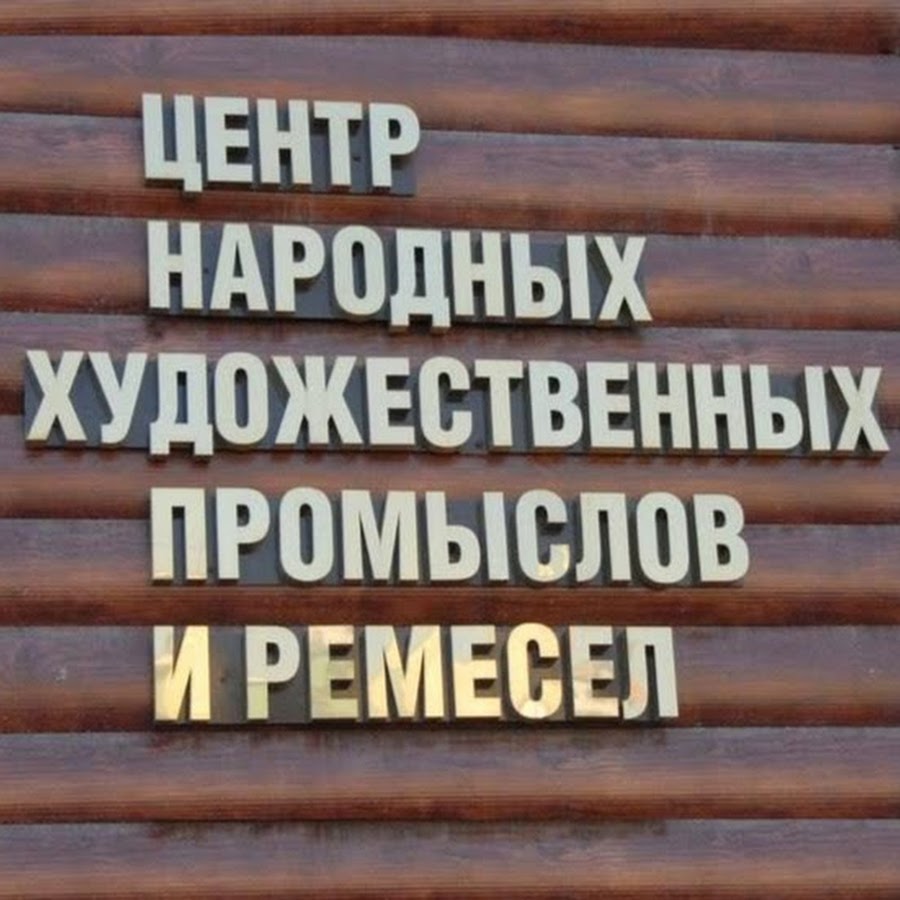 ЦЕНТР
НАРОДНЫХ
ХУДОЖЕСТВЕННЫХ
ПРОМЫСЛОВ
И РЕМЕСЕЛ